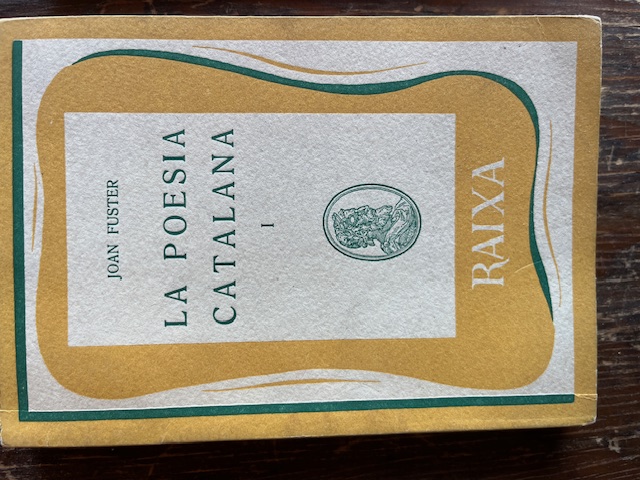 JOAN FUSTER
LA POESIA
CATALANA
I
RAIXA